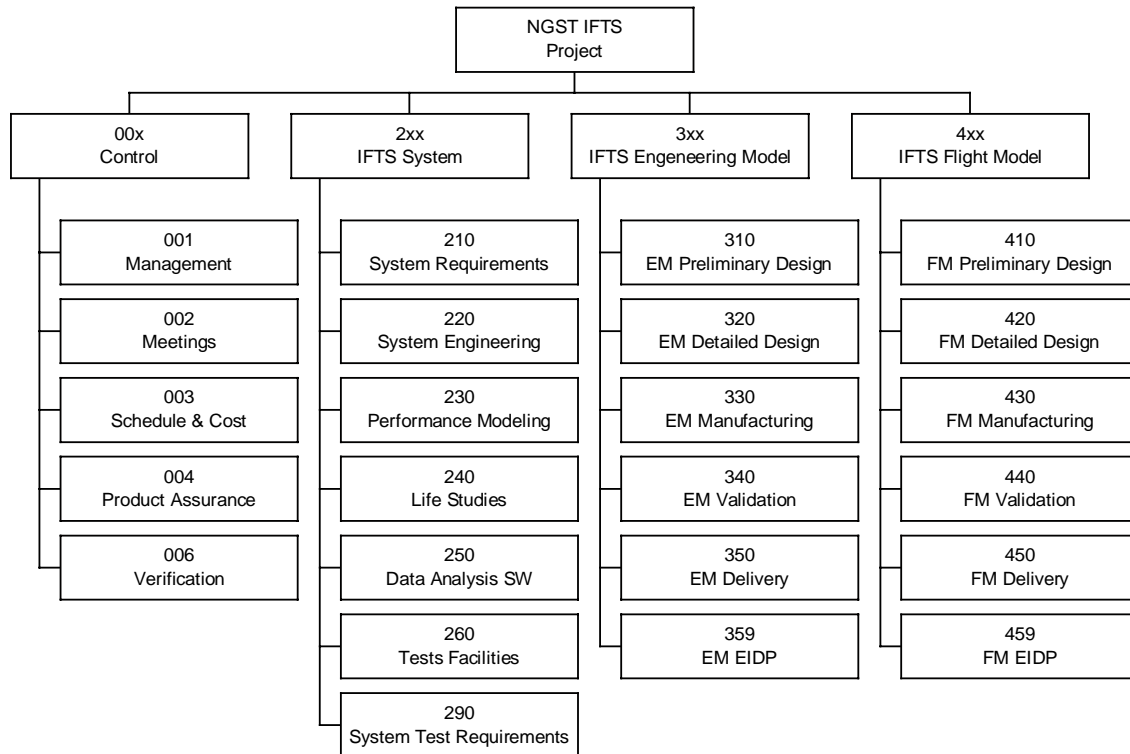 NGST IFTS
Project
00x
Control
2xx
IFTS System
3xx
IFTS Engeneering Model
4xx
IFTS Flight Model
001
Management
002
Meetings
003
Schedule & Cost
004
Product Assurance
006
Verification
210
System Requirements
220
System Engineering
230
Performance Modeling
240
Life Studies
250
Data Analysis SW
260
Tests Facilities
290
System Test Requirements
310
EM Preliminary Design
320
EM Detailed Design
330
EM Manufacturing
340
EM Validation
350
EM Delivery
359
EM EIDP
410
FM Preliminary Design
420
FM Detailed Design
430
FM Manufacturing
440
FM Validation
450
FM Delivery
459
FM EIDP